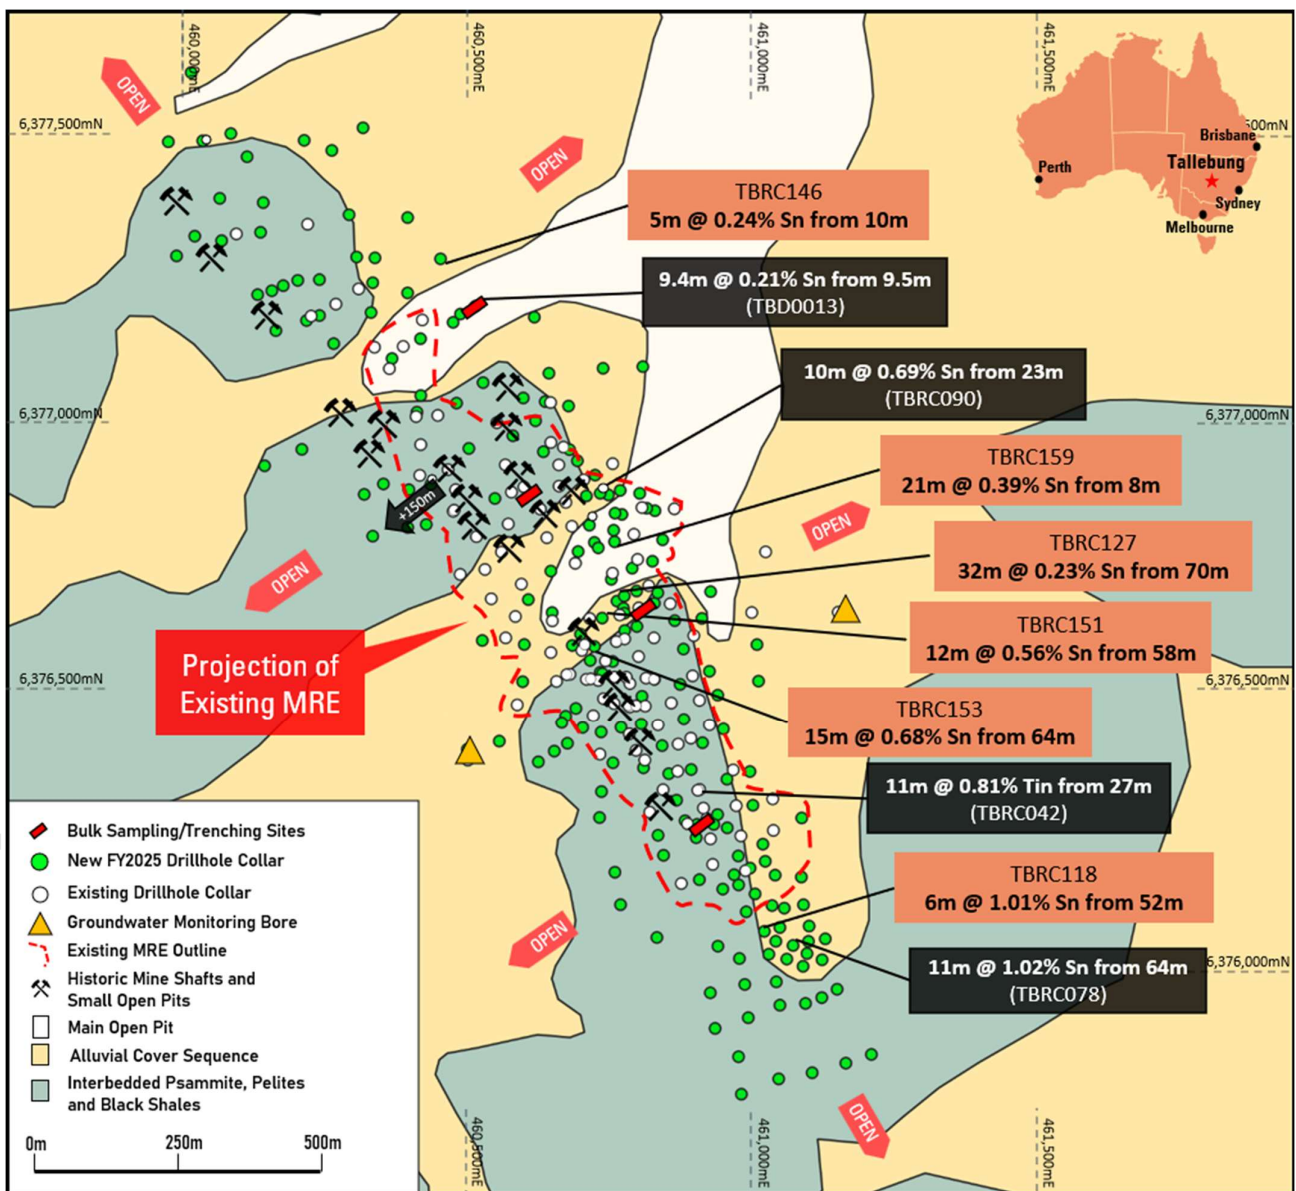 460,000mE
460,500mE
461,000mE
461,500mE
OPEN
6,377,500mN
OPEN
500mN
Brisbane
Perth
Tallebung
Sydney
Melbourne
TBRC146
5m @ 0.24% Sn from 10m
9.4m @ 0.21% Sn from 9.5m
(TBD0013)
10m @ 0.69% Sn from 23m
(TBRC090)
6,377,000mN
6,377,000mN
TBRC159
21m @ 0.39% Sn from 8m
+150m
OPEN
TBRC127
32m @ 0.23% Sn from 70m
OPEN
TBRC151
12m @ 0.56% Sn from 58m
Projection of
Existing MRE
6,376,500mN
6,376,500mN
TBRC153
15m @ 0.68% Sn from 64m
11m @ 0.81% Tin from 27m
(TBRC042)
TBRC118
6m @ 1.01% Sn from 52m
OPEN
11m @ 1.02% Sn from 64m
(TBRC078)
6,376,000mN
Bulk Sampling/Trenching Sites
New FY2025 Drillhole Collar
Existing Drillhole Collar
Groundwater Monitoring Bore
Existing MRE Outline
Historic Mine Shafts and
Small Open Pits
Main Open Pit
Alluvial Cover Sequence
Interbedded Psammite, Pelites
and Black Shales
0m 250m 500m
OPEN
460,500mE
461,000mE
461,500mE